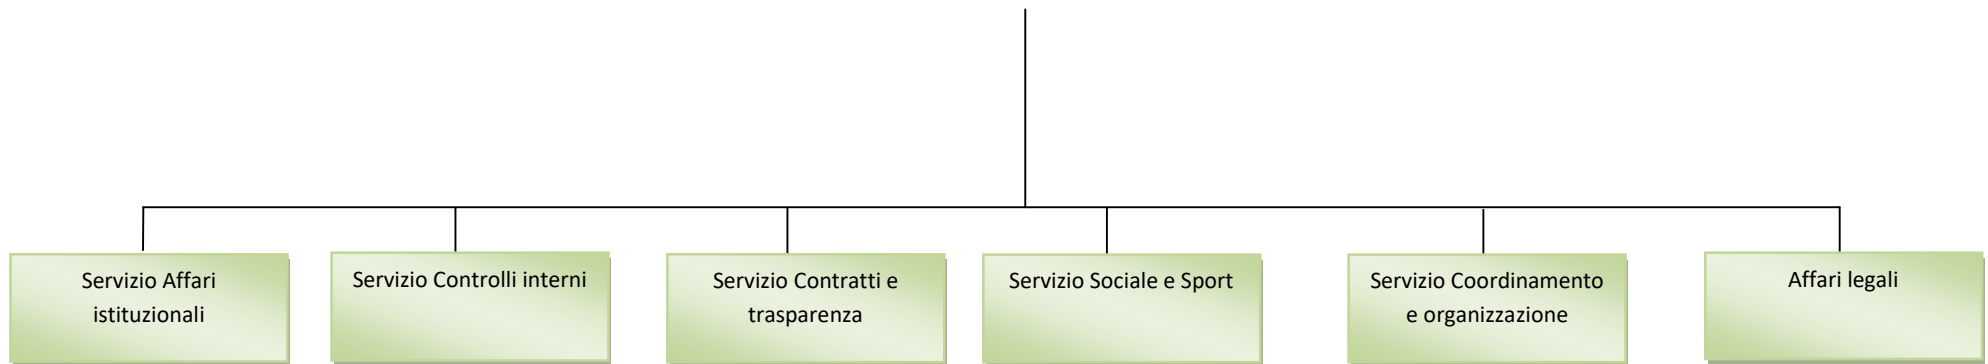 Servizio Affari
istituzionali
Servizio Controlli interni
Servizio Contratti e
trasparenza
Servizio Sociale e Sport
Servizio Coordinamento
e organizzazione
Affari legali